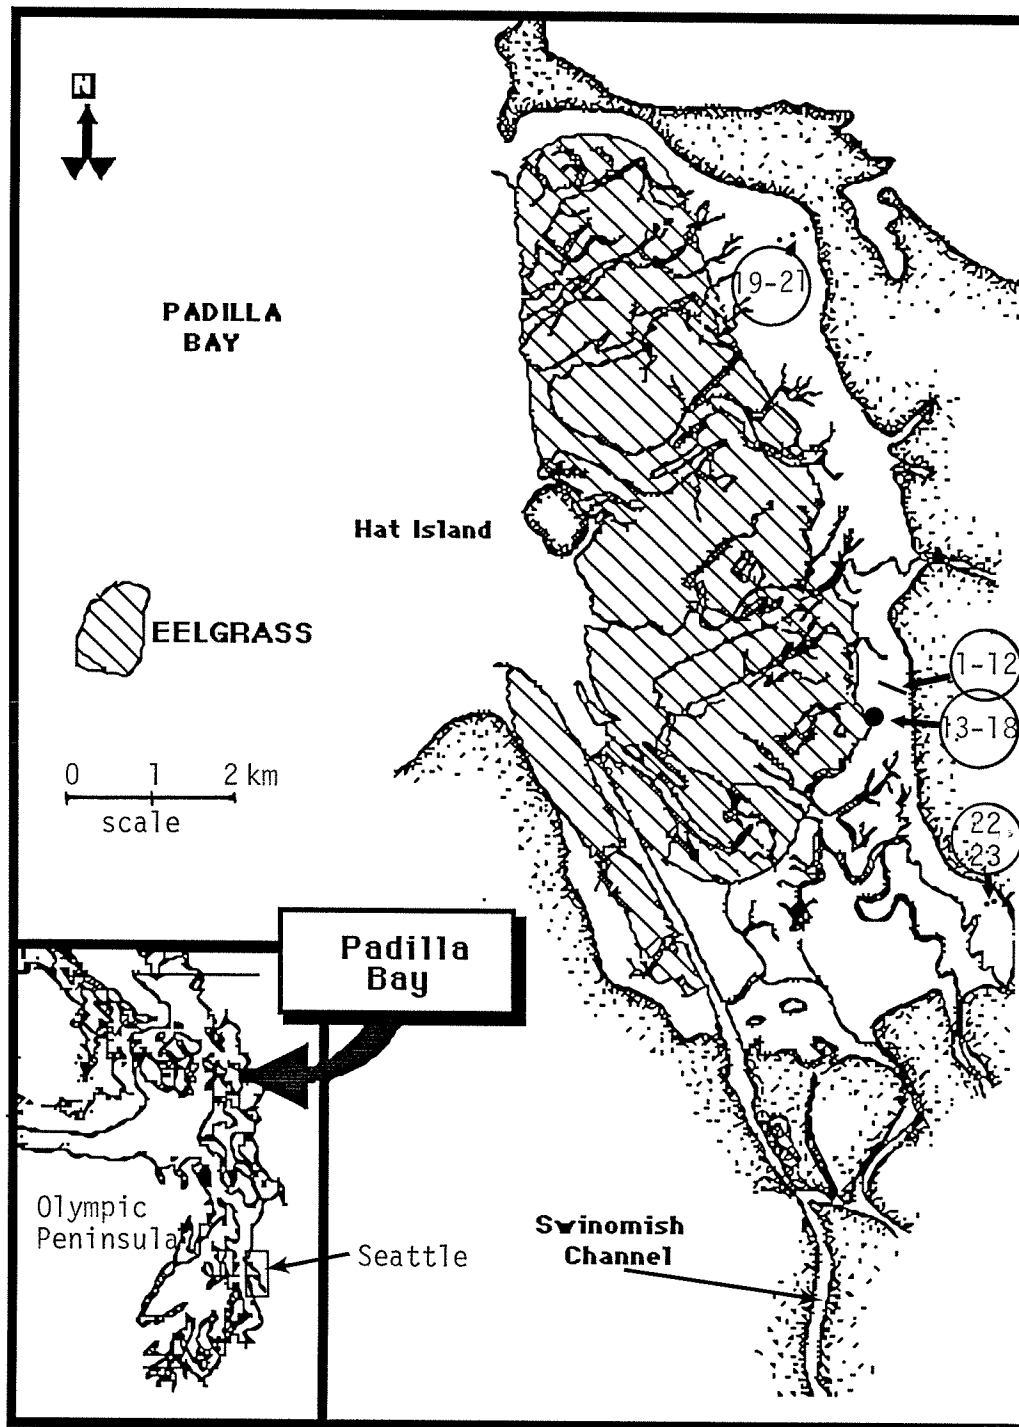 N
PADILLA
BAY
19-21
Hat Island
EELGRASS
1-12
13-18
0 1 2 km
scale
22,
23
Padilla
Bay
Olympic
Peninsula
Seattle
Swinomish
Channel